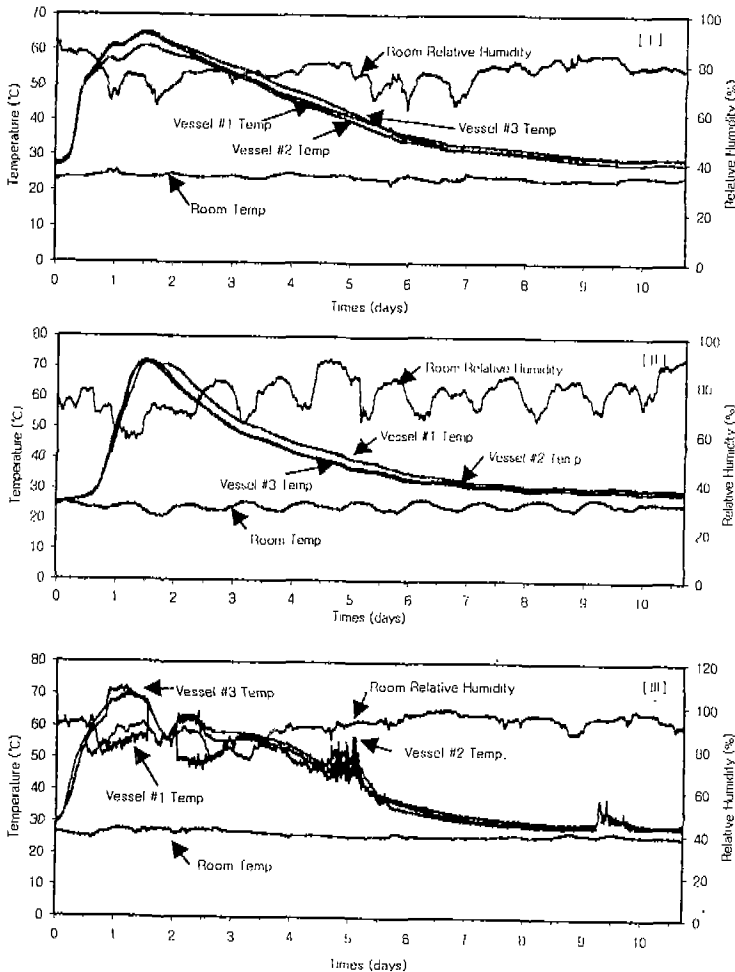 70
60
50
40
30
20
10
0
Temperature (℃)
100
80
60
40
20
0
Relative Humidity (%)
[ I ]
Room Relative Humidity
Vessel #1 Temp
Vessel #3 Temp
Vessel #2 Temp
Room Temp
0 1 2 3 4 5 6 7 8 9 10
Times (days)
80
70
60
50
40
30
20
10
0
Temperature (℃)
100
80
60
40
20
0
Relative Humidity (%)
[ II ]
Room Relative Humidity
Vessel #1 Temp
Vessel #2 Temp
Vessel #3 Temp
Room Temp
0 1 2 3 4 5 6 7 8 9 10
Times (days)
80
70
60
50
40
30
20
10
0
Temperature (℃)
120
100
80
60
40
20
0
Relative Humidity (%)
[ III ]
Vessel #3 Temp
Room Relative Humidity
Vessel #2 Temp.
Vessel #1 Temp
Room Temp
0 1 2 3 4 5 6 7 8 9 10
Times (days)